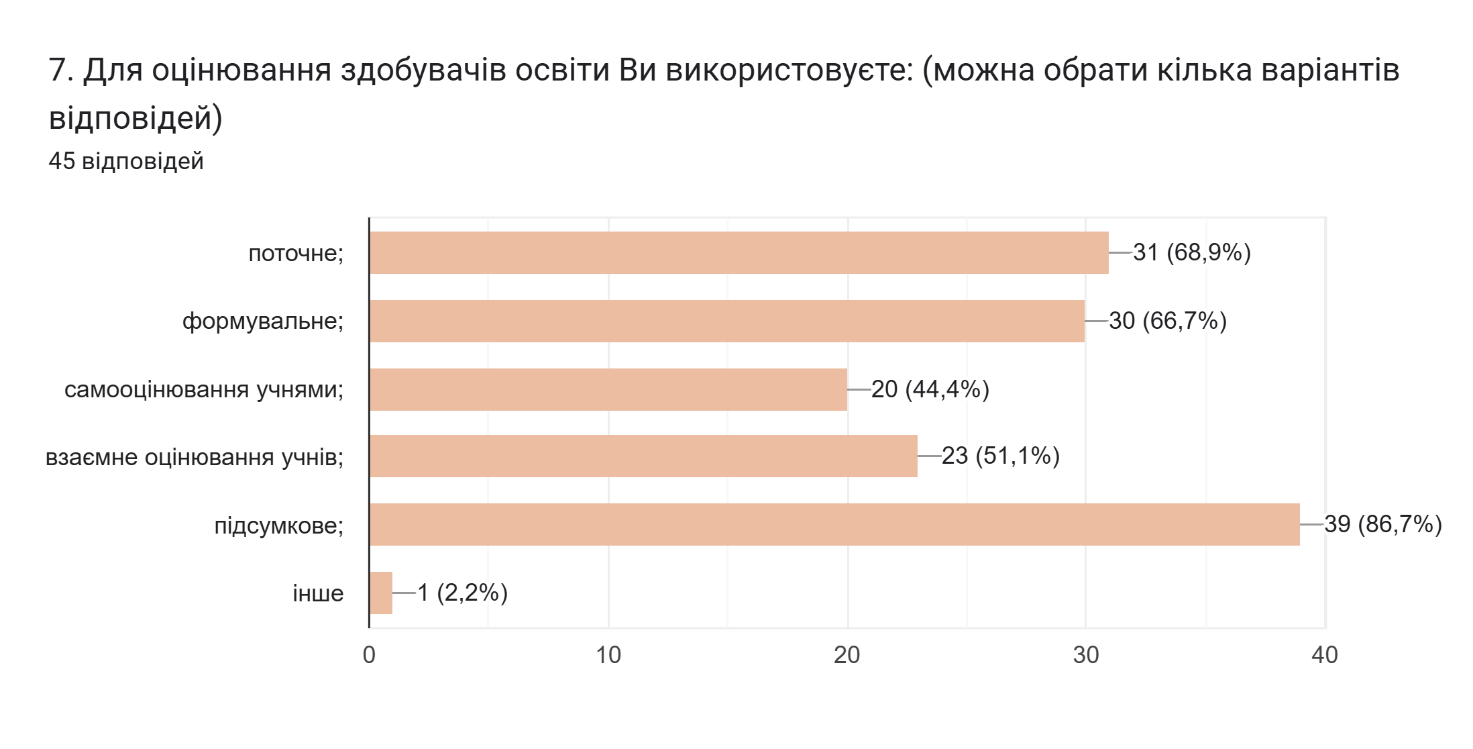 7. Для оцінювання здобувачів освіти Ви використовуєте: (можна обрати кілька варіантів
відповідей)
45 відповідей
поточне;
31 (68,9%)
формувальне;
30 (66,7%)
самооцінювання учнями;
20 (44,4%)
взаємне оцінювання учнів;
23 (51,1%)
підсумкове;
39 (86,7%)
інше
1 (2,2%)
0 10 20 30 40